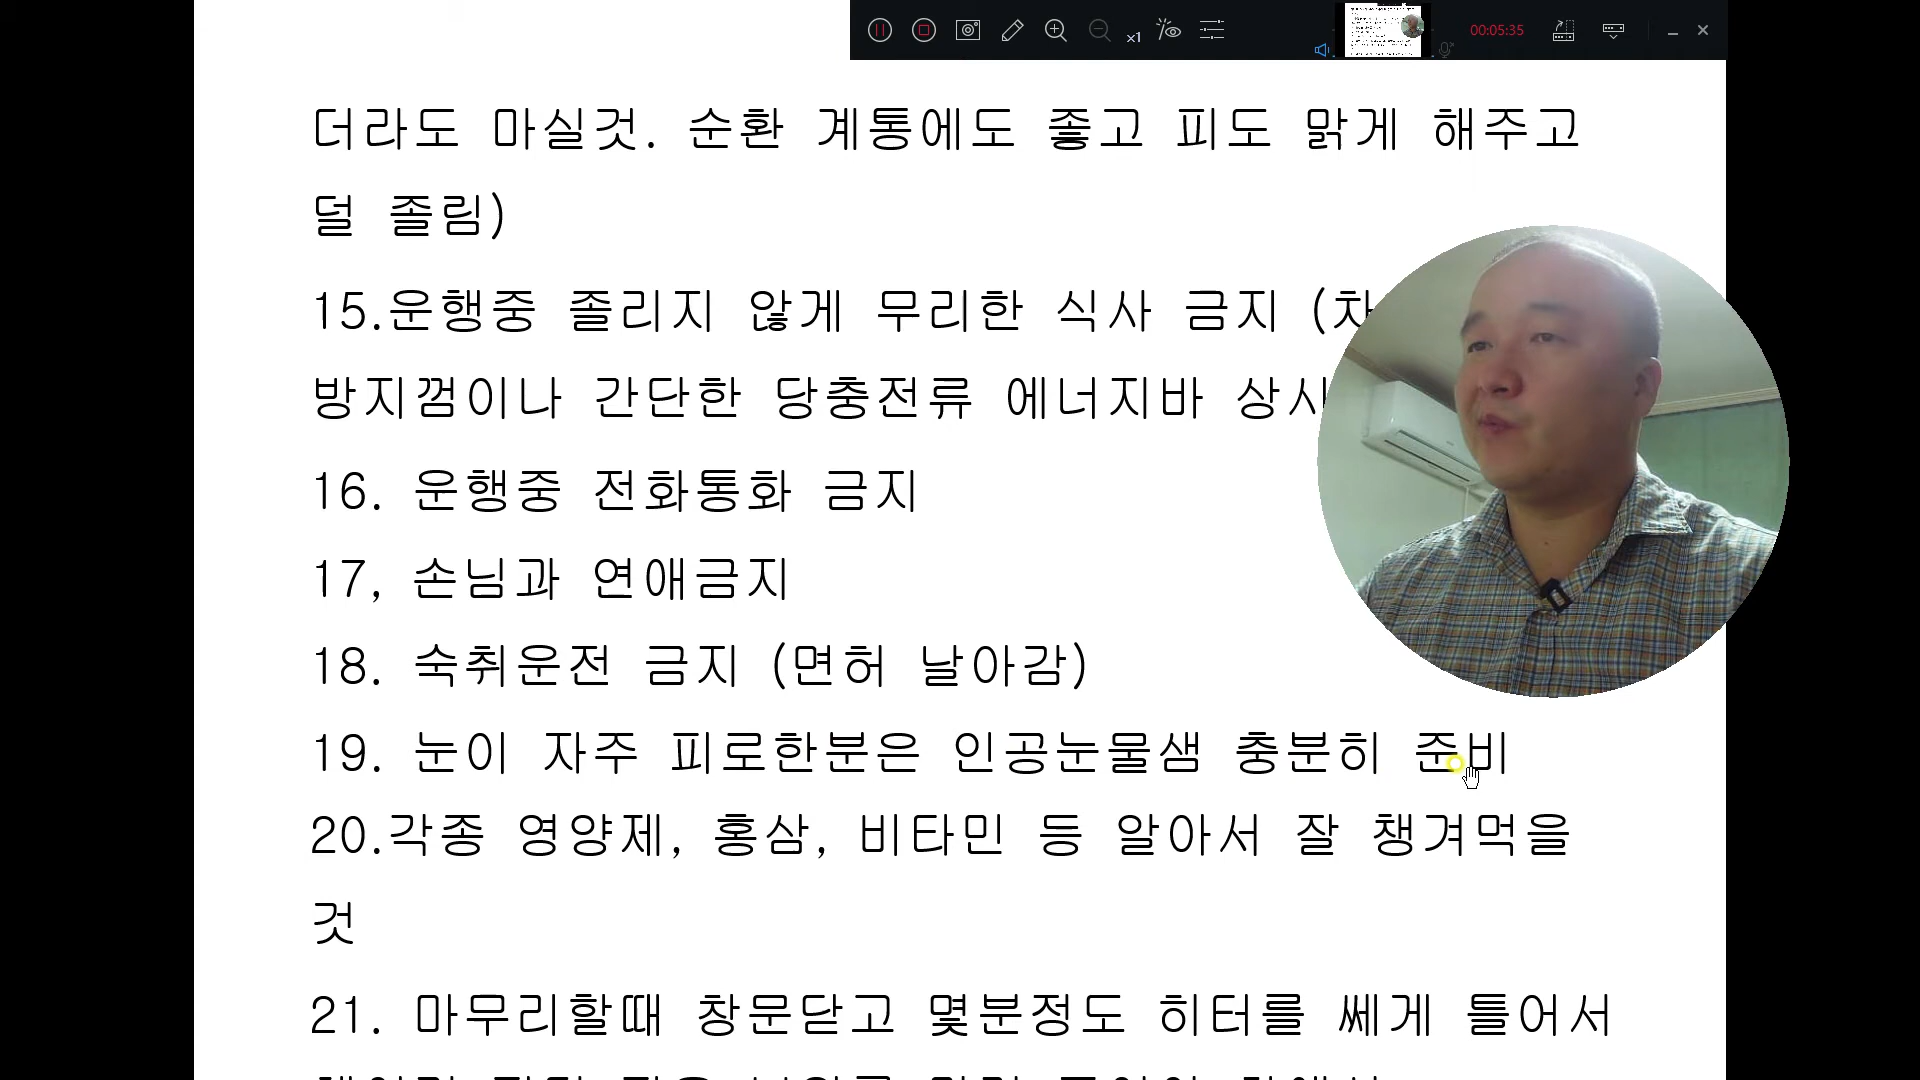 x1
00:05:35
더라도 마실것. 순환 계통에도 좋고 피도 맑게 해주고
덜 졸림)
15.운행중 졸리지 않게 무리한 식사 금지 (차
방지껌이나 간단한 당충전류 에너지바 상시
16. 운행중 전화통화 금지
17, 손님과 연애금지
18. 숙취운전 금지 (면허 날아감)
19. 눈이 자주 피로한분은 인공눈물샘 충분히 준비
20.각종 영양제, 홍삼, 비타민 등 알아서 잘 챙겨먹을
것
21. 마무리할때 창문닫고 몇분정도 히터를 쎄게 틀어서